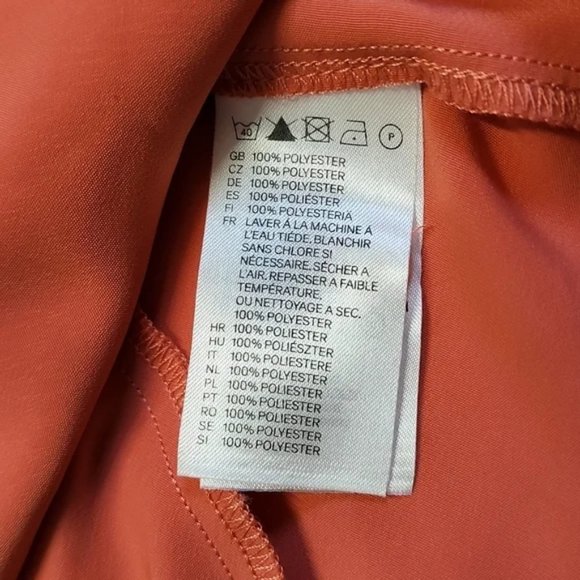 40 P
GB 100% POLYESTER
CZ 100% POLYESTER
DE 100% POLYESTER
ES 100% POLIÉSTER
FI 100% POLYESTERIA
FR LAVER Á LA MACHINE Á
L'EAU TIÉDE, BLANCHIR
SANS CHLORE SI
NÉCESSAIRE, SÉCHER A
L'AIR. REPASSER A FAIBLE
TEMPÉRATURE,
OU NETTOYAGE A SEC.
100% POLYESTER
HR 100% POLIESTER
HU 100% POLIÉSZTER
IT 100% POLIESTERE
NL 100% POLYESTER
PL 100% POLIESTER
PT 100% POLIESTER
RO 100% POLIESTER
SE 100% POLYESTER
SI 100% POLYESTER